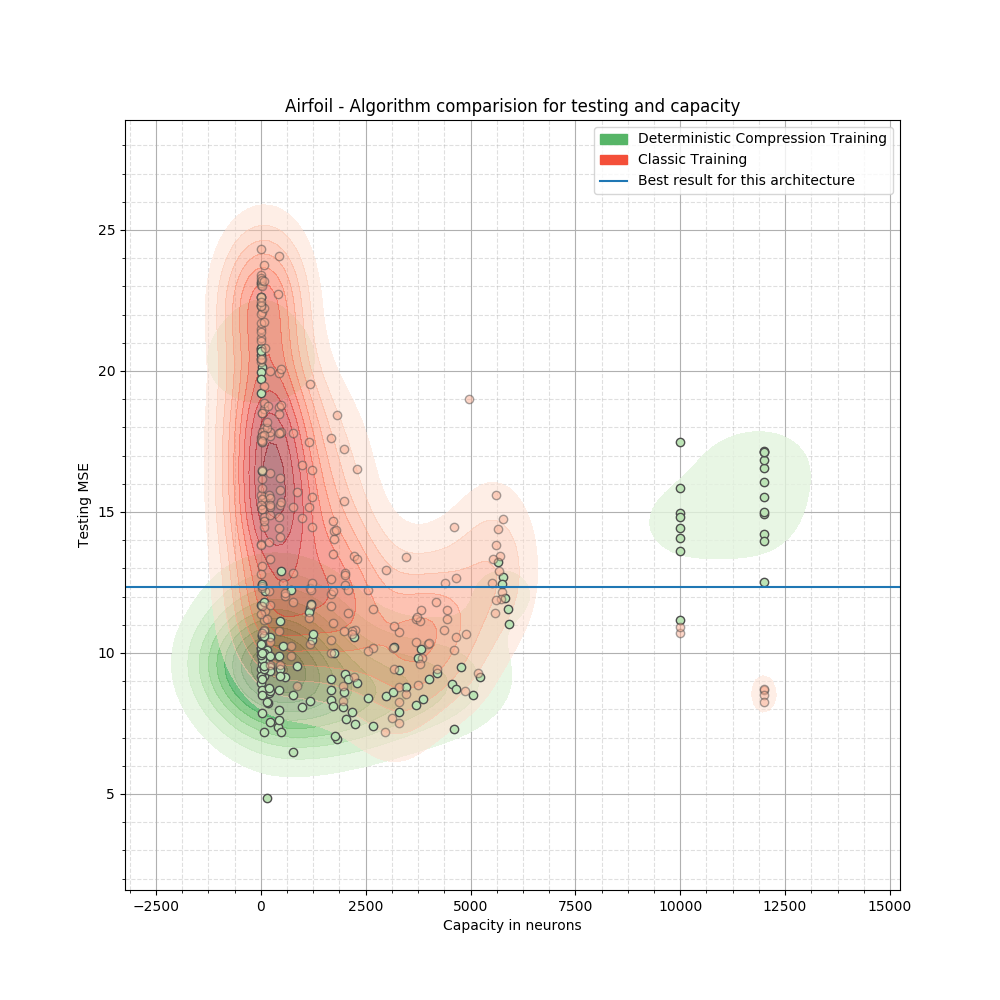 Airfoil - Algorithm comparision for testing and capacity
Deterministic Compression Training
Classic Training
Best result for this architecture
25
20
15
10
5
Testing MSE
−2500 0 2500 5000 7500 10000 12500 15000
Capacity in neurons